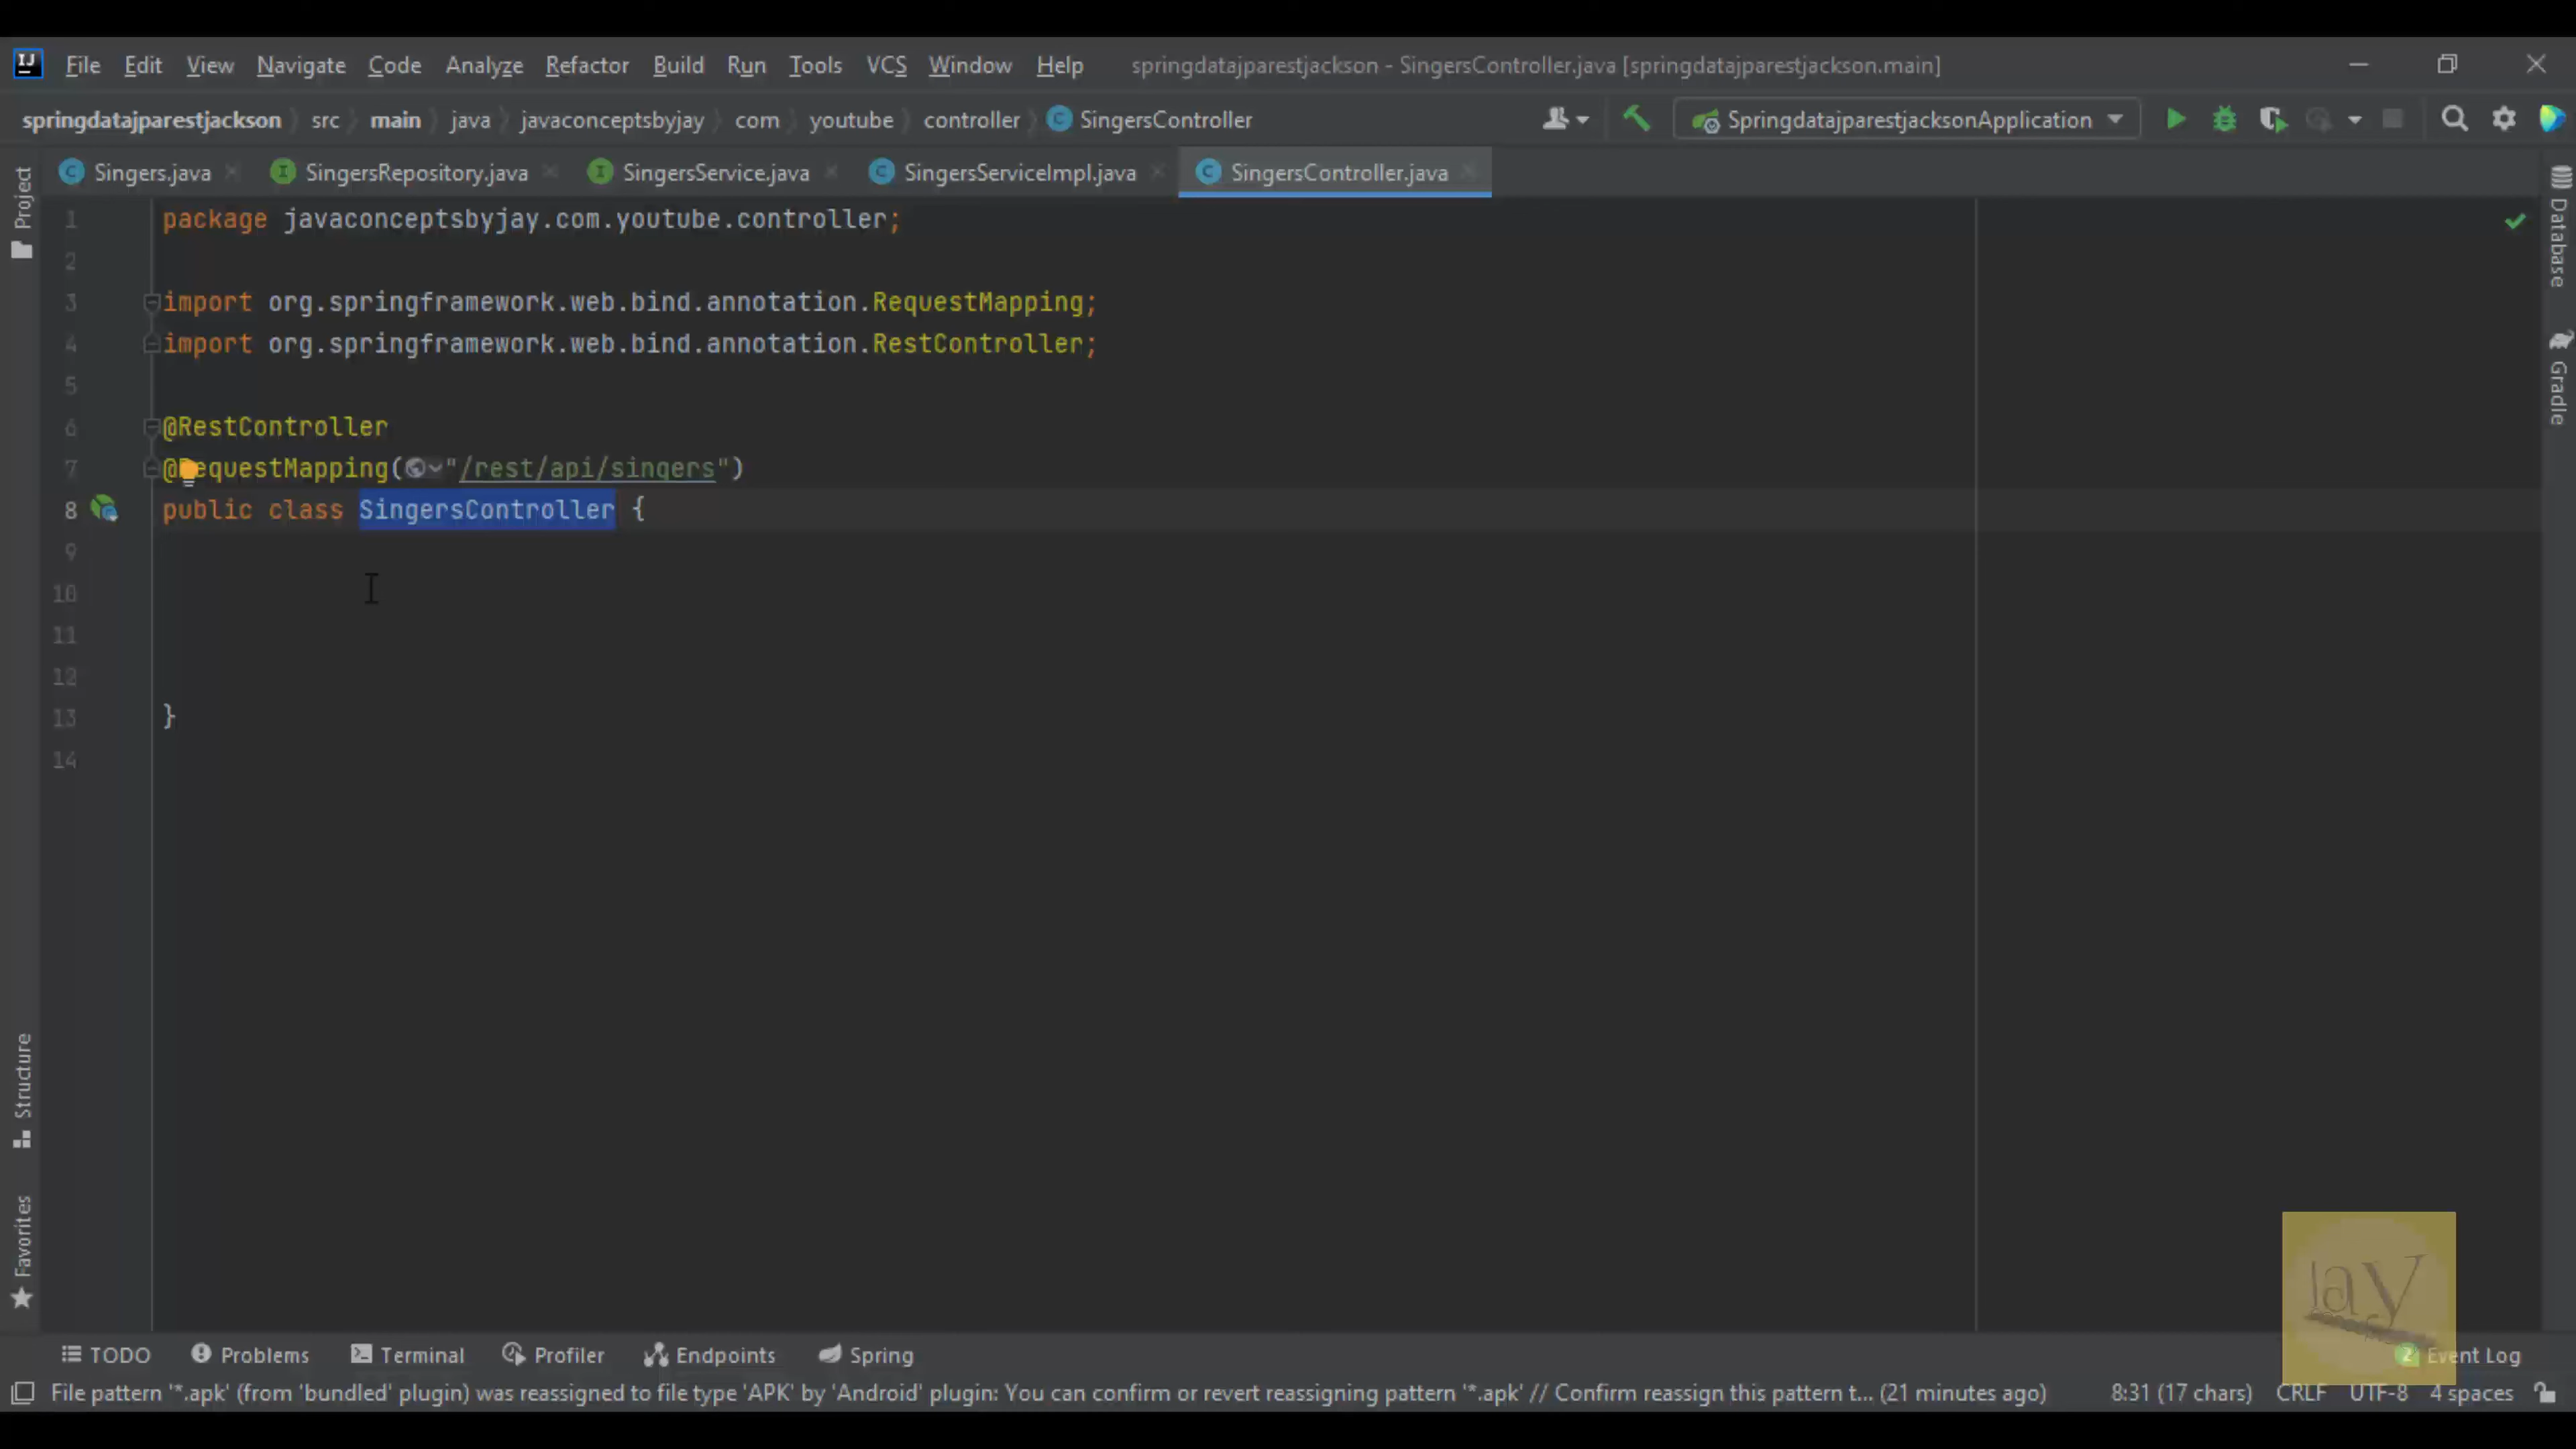 File Edit View Navigate Code Analyze Refactor Build Run Tools VCS Window Help springdatajparestjackson - SingersController.java [springdatajparestjackson.main]
springdatajparestjackson src main java javaconceptsbyjay com youtube controller SingersController SpringdatajparestjacksonApplication
Singers.java SingersRepository.java SingersService.java SingersServiceImpl.java SingersController.java
Project
Database
Gradle
1 package javaconceptsbyjay.com.youtube.controller;
2
3 import org.springframework.web.bind.annotation.RequestMapping;
4 import org.springframework.web.bind.annotation.RestController;
5
6 @RestController
7 @RequestMapping("/rest/api/singers")
8 public class SingersController {
9
10
11
12
13 }
14
Structure
Favorites
TODO Problems Terminal Profiler Endpoints Spring 2 Event Log
File pattern '*.apk' (from 'bundled' plugin) was reassigned to file type 'APK' by 'Android' plugin: You can confirm or revert reassigning pattern '*.apk' // Confirm reassign this pattern t... (21 minutes ago) 8:31 (17 chars) CRLF UTF-8 4 spaces